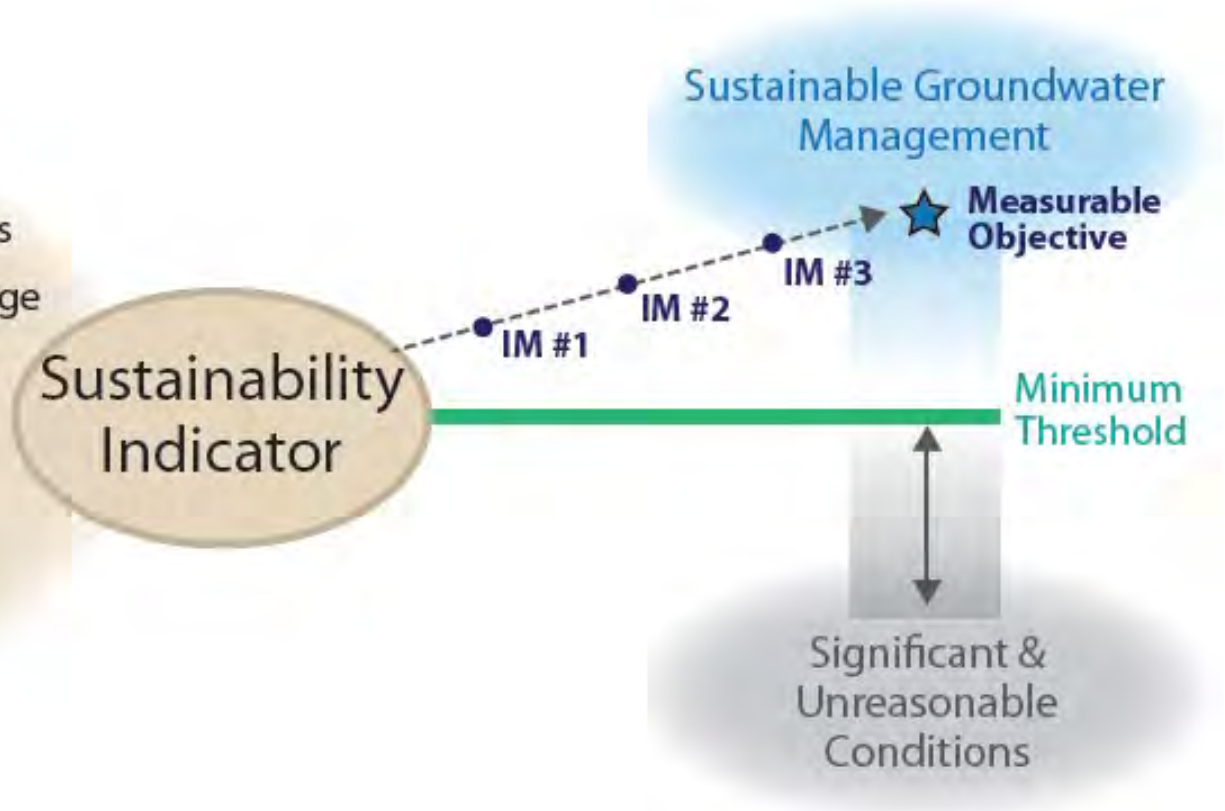 Sustainable Groundwater
Management
Measurable
Objective
IM #3
IM #2
IM #1
Sustainability
Indicator
Minimum
Threshold
Significant &
Unreasonable
Conditions